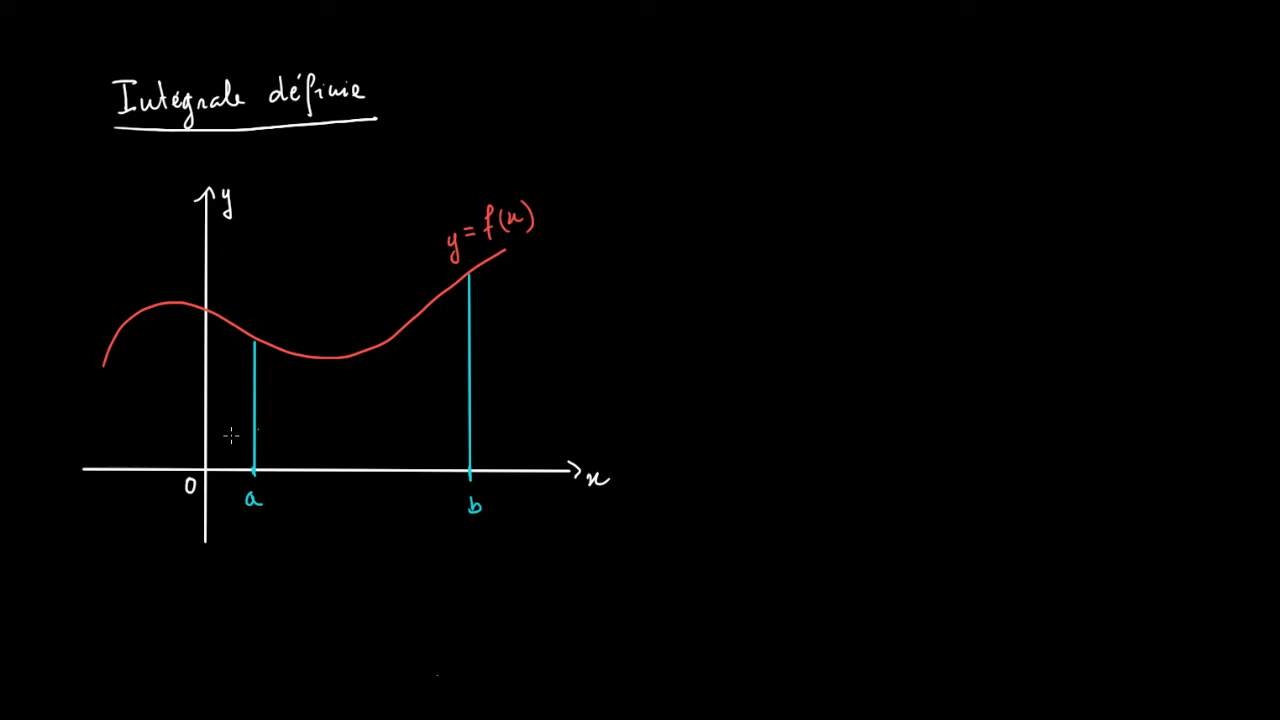 Intégrale définie
y
y = f(x)
0
x
a
b